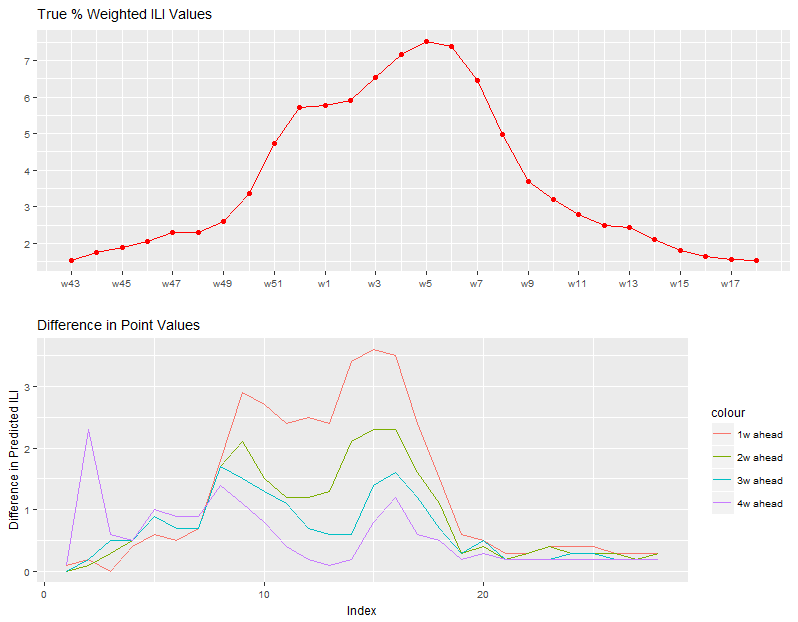 True % Weighted ILI Values
7
6
5
4
3
2
w43 w45 w47 w49 w51 w1 w3 w5 w7 w9 w11 w13 w15 w17
Difference in Point Values
Difference in Predicted ILI
3
2
1
0
0 10 20
Index
colour
1w ahead
2w ahead
3w ahead
4w ahead